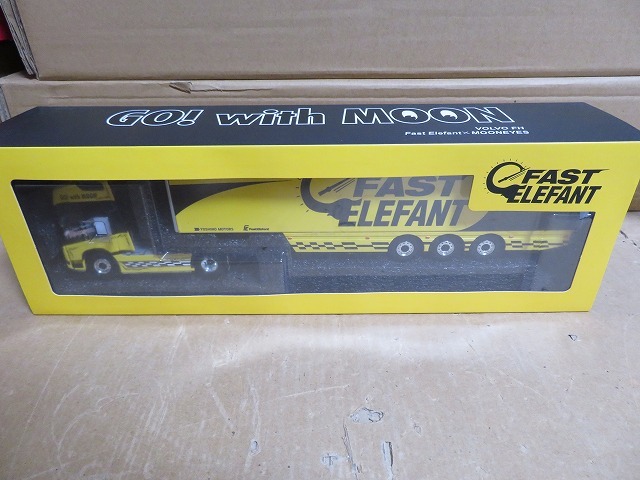 GO! with MOON
VOLVO FH
Fast Elefant × MOONEYES
FAST
ELEFANT
FAST
ELEFANT